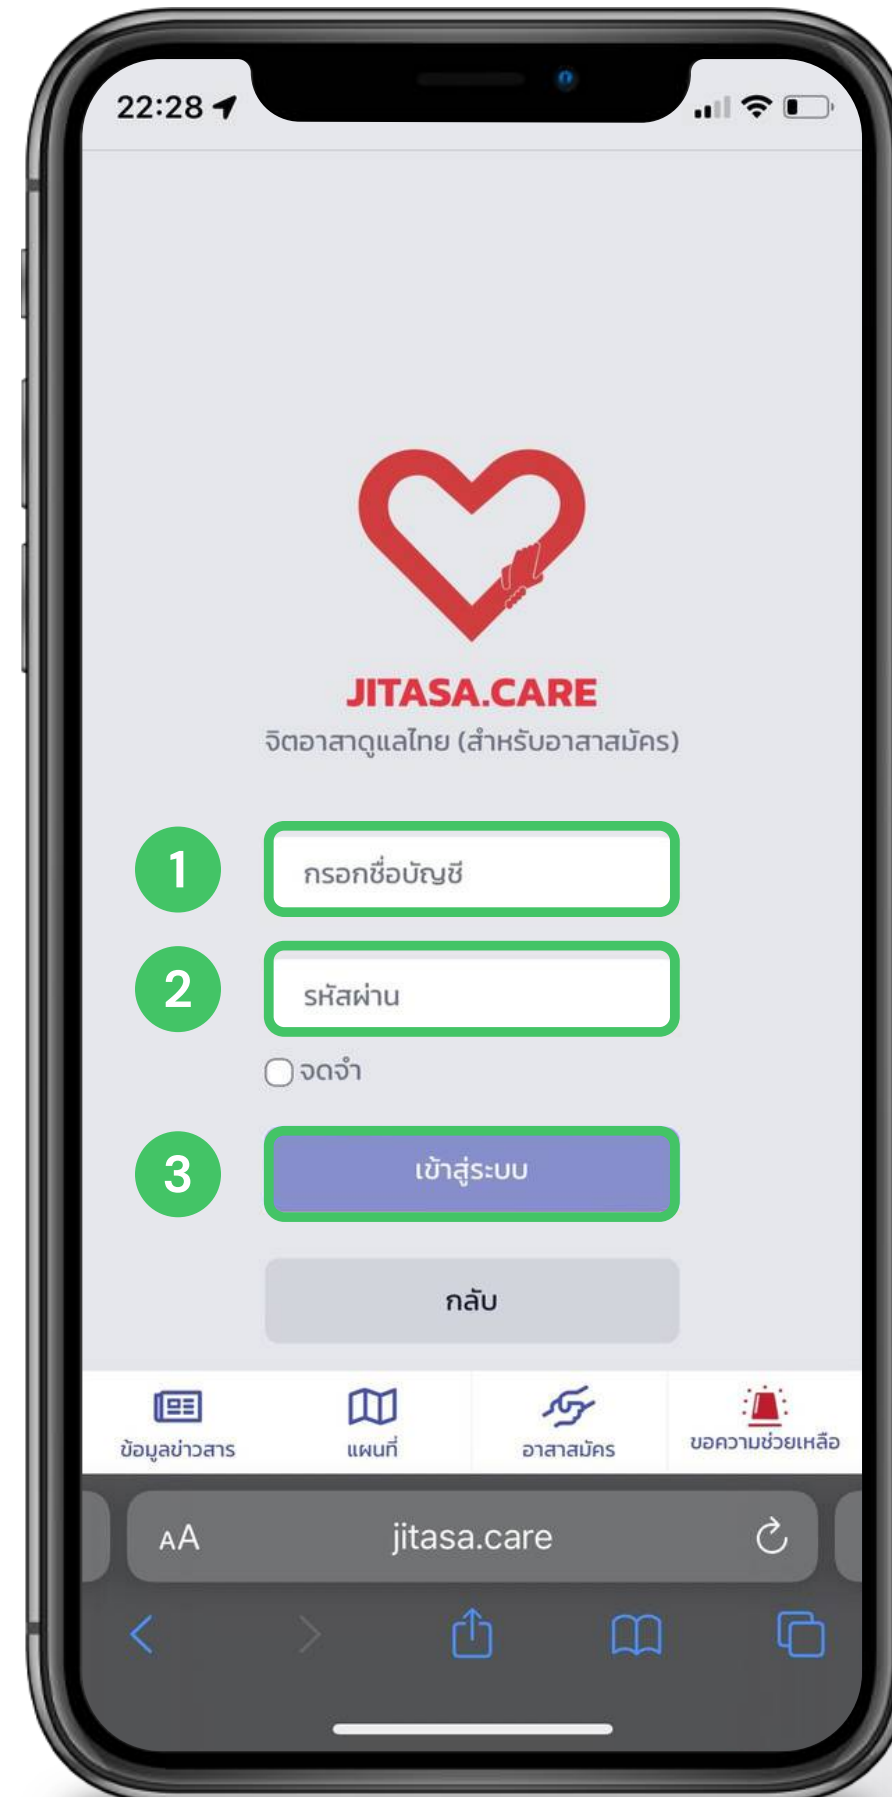 22:28
JITASA.CARE
จิตอาสาดูแลไทย (สำหรับอาสาสมัคร)
1
กรอกชื่อบัญชี
2
รหัสผ่าน
จดจำ
3
เข้าสู่ระบบ
กลับ
ข้อมูลข่าวสาร
แผนที่
อาสาสมัคร
ขอความช่วยเหลือ
AA
jitasa.care